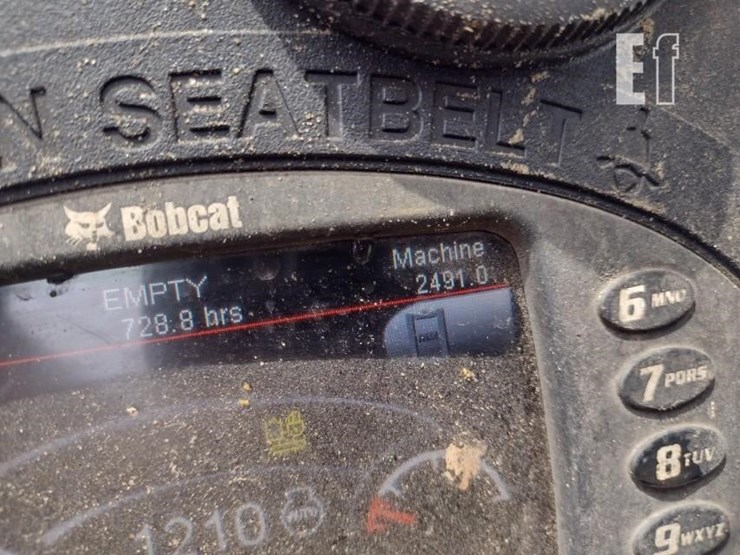 Ef
N SEATBELT
Bobcat
EMPTY
728.8 hrs
Machine
2491.0
6 MNO
7 PQRS
8 TUV
9 WXYZ
1210
AUTO